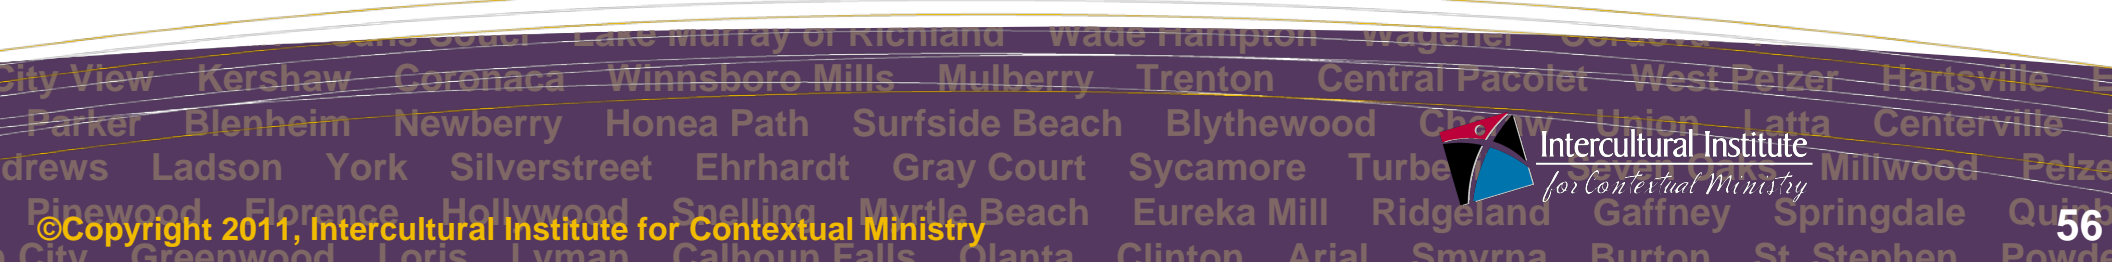 Sans Souci Lake Murray of Richland Wade Hampton Wagener Cordova
City View Kershaw Coronaca Winnsboro Mills Mulberry Trenton Central Pacolet West Pelzer Hartsville
Parker Blenheim Newberry Honea Path Surfside Beach Blythewood Union Latta Centerville
Intercultural Institute
drews Ladson York Silverstreet Ehrhardt Gray Court Sycamore Turbe Seven Oaks Millwood Pelze
for Contextual Ministry
Pinewood Florence Hollywood Snelling Myrtle Beach Eureka Mill Ridgeland Gaffney Springdale
©Copyright 2011, Intercultural Institute for Contextual Ministry
56
City Greenwood Loris Lyman Calhoun Falls Olanta Clinton Arial Smyrna Burton St. Stephen Powde